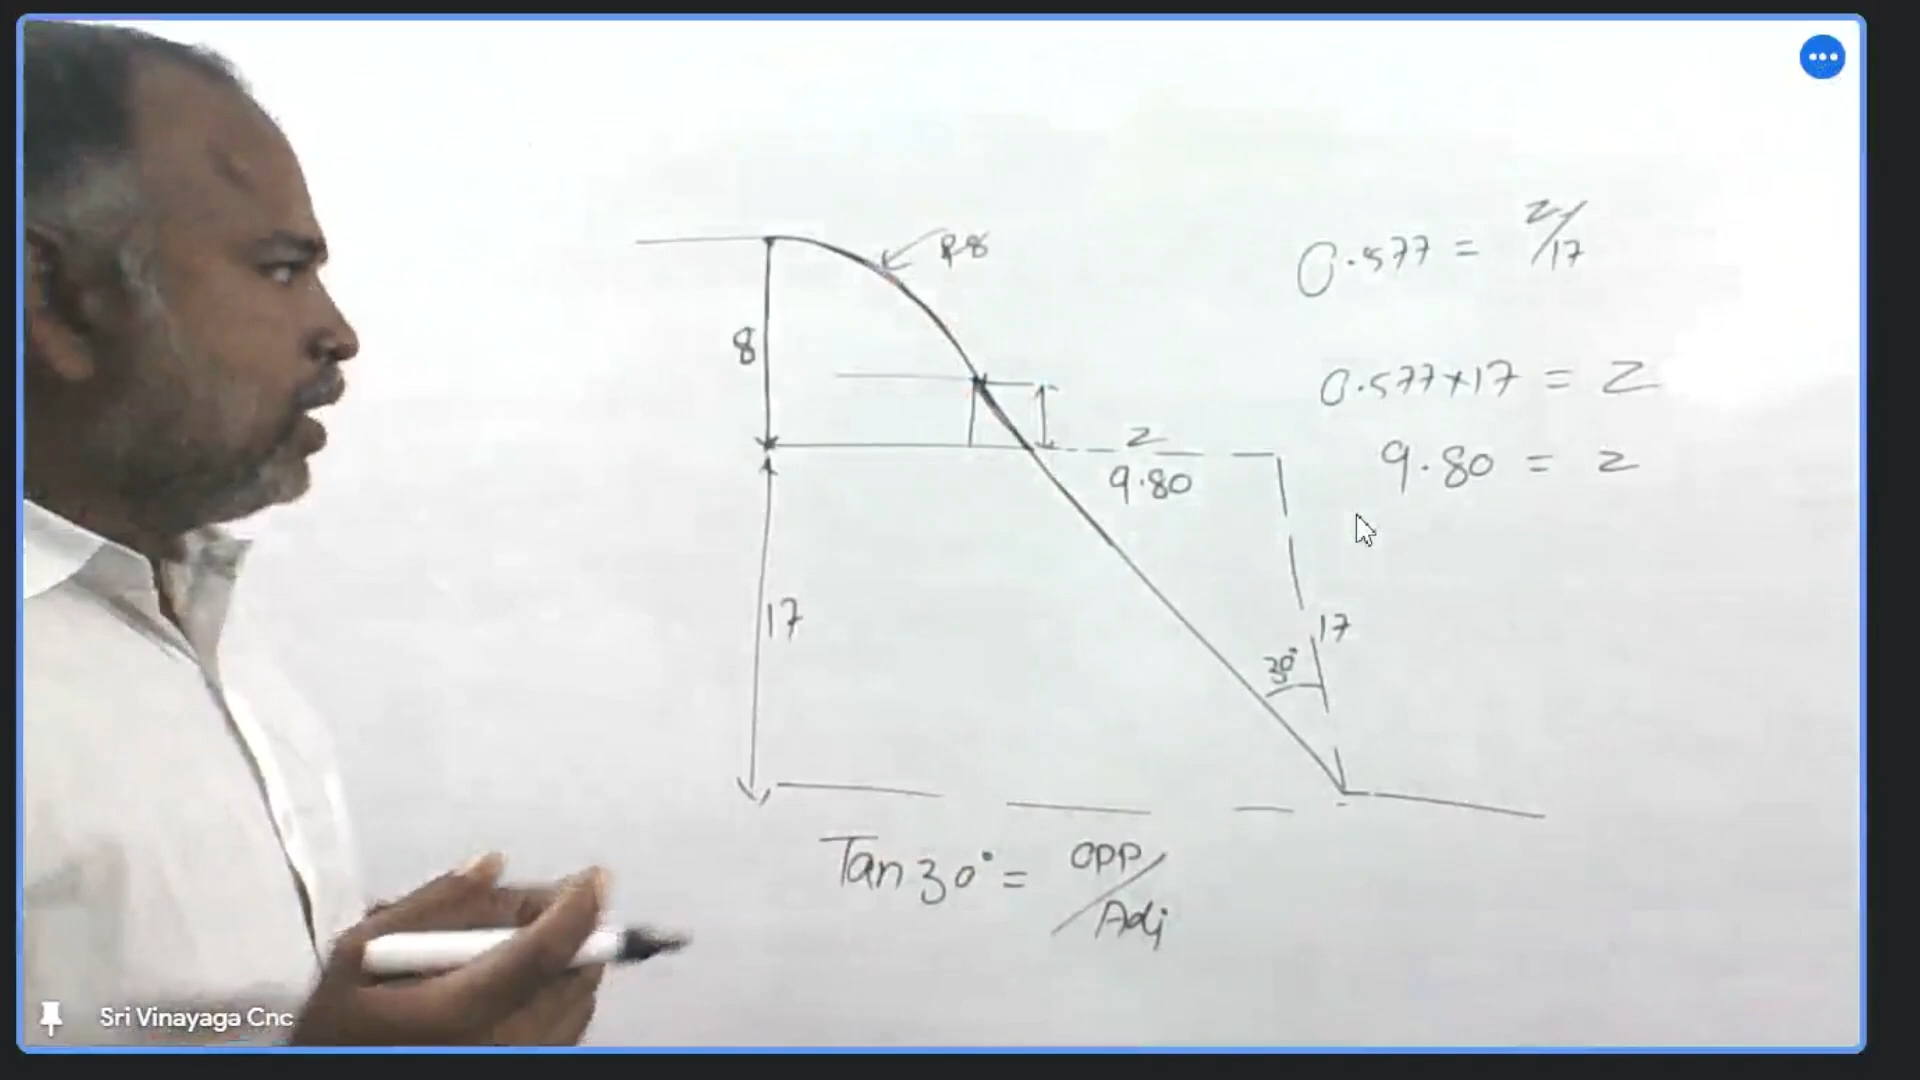 R8
0.577 = z/17
8
0.577×17 = z
z
9.80
9.80 = z
17
17
30°
Tan 30° = opp/Adj
Sri Vinayaga Cnc